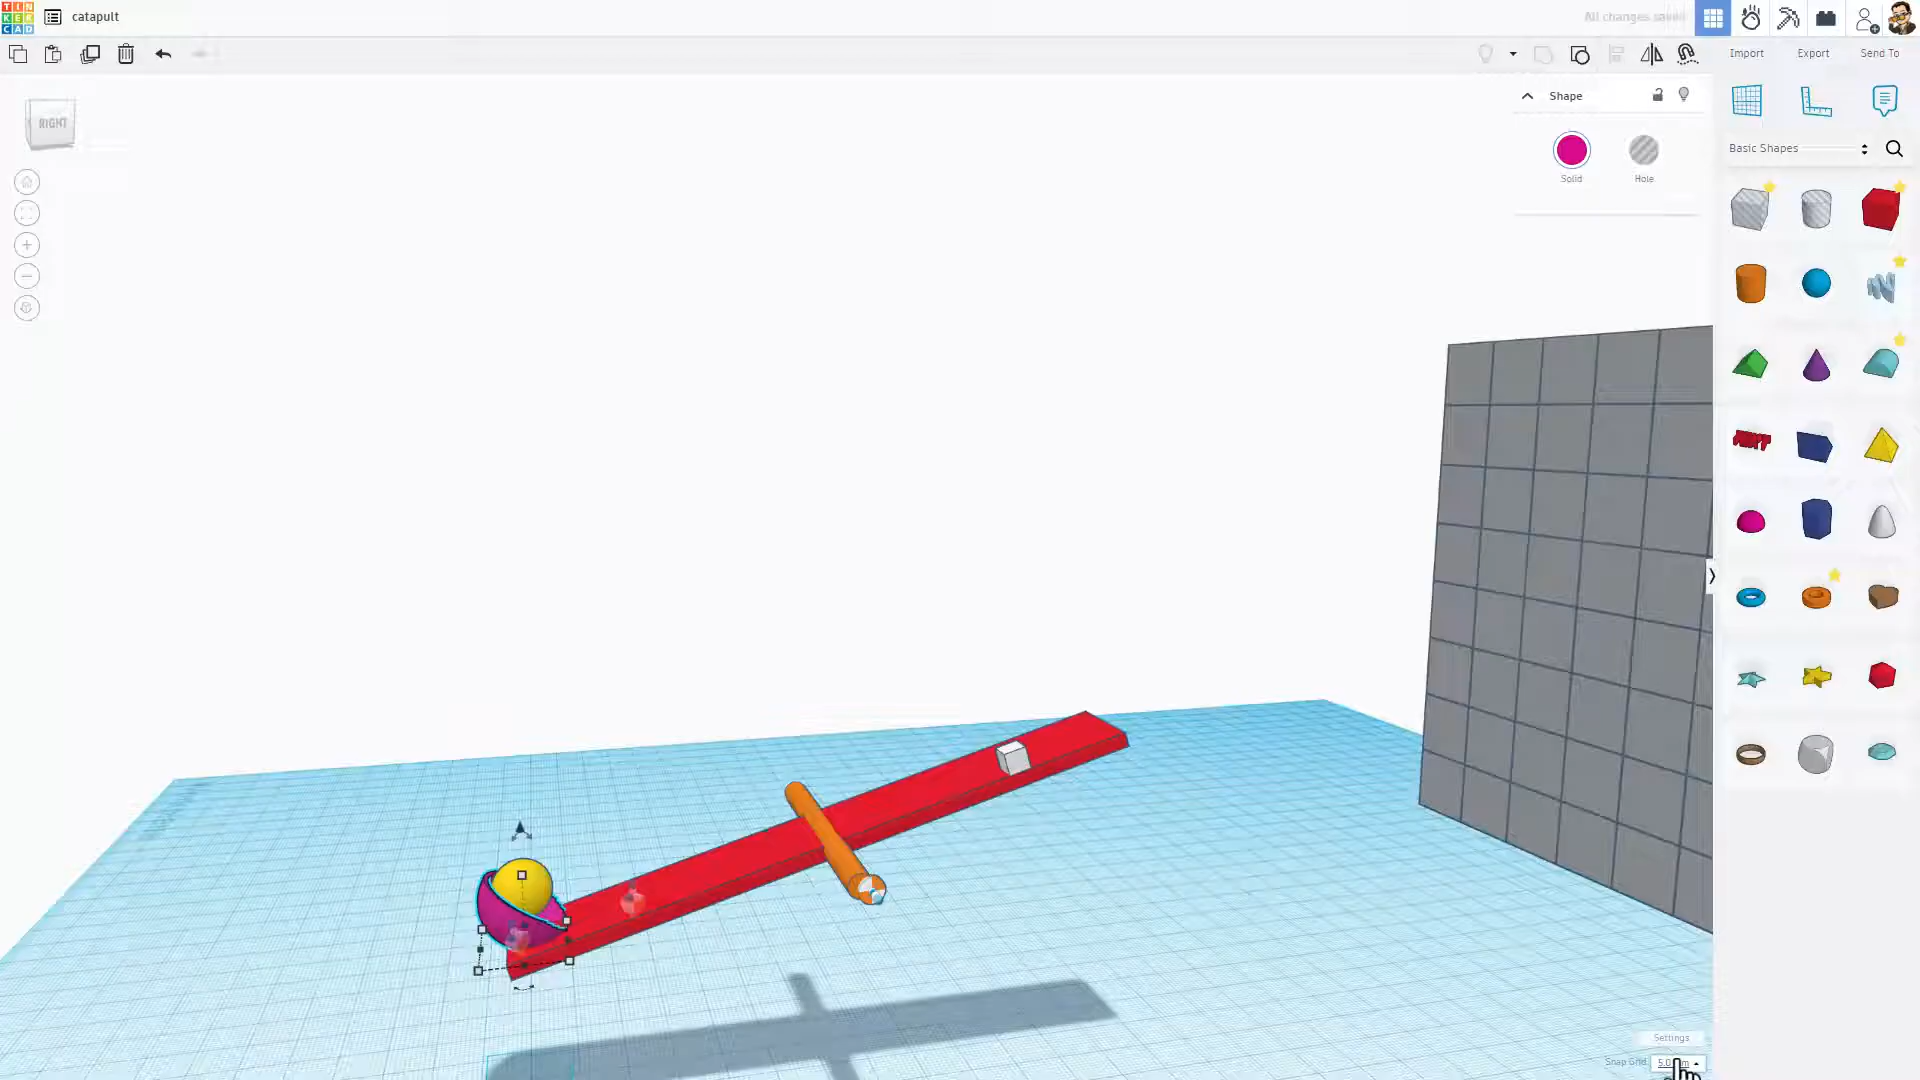 TIN
KER
CAD
catapult
All changes saved
Import
Export
Send To
Shape
RIGHT
Basic Shapes
Solid
Hole
TEXT
Settings
Snap Grid